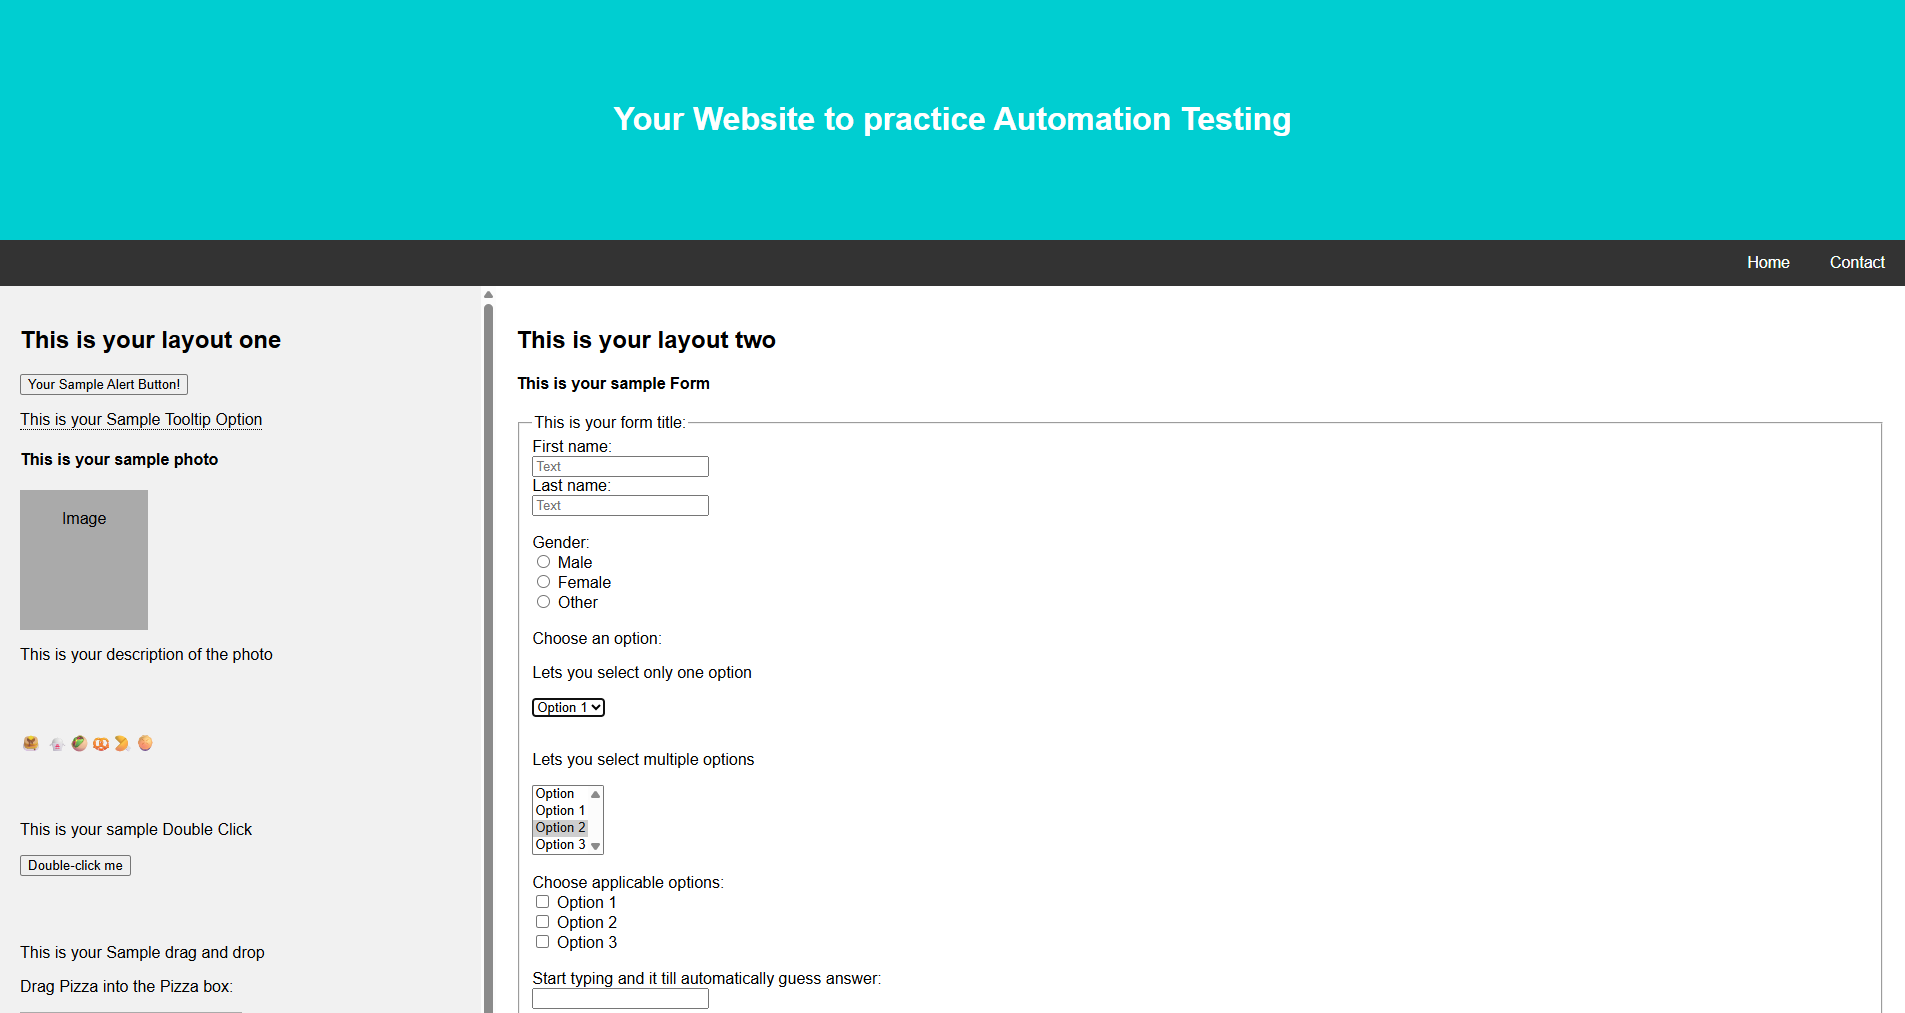 Your Website to practice Automation Testing
Home
Contact
This is your layout one
Your Sample Alert Button!
This is your Sample Tooltip Option
This is your sample photo
Image
This is your description of the photo
This is your sample Double Click
Double-click me
This is your Sample drag and drop
Drag Pizza into the Pizza box:
This is your layout two
This is your sample Form
This is your form title:
First name:
Text
Last name:
Text
Gender:
Male
Female
Other
Choose an option:
Lets you select only one option
Option 1
Lets you select multiple options
Option
Option 1
Option 2
Option 3
Choose applicable options:
Option 1
Option 2
Option 3
Start typing and it till automatically guess answer: